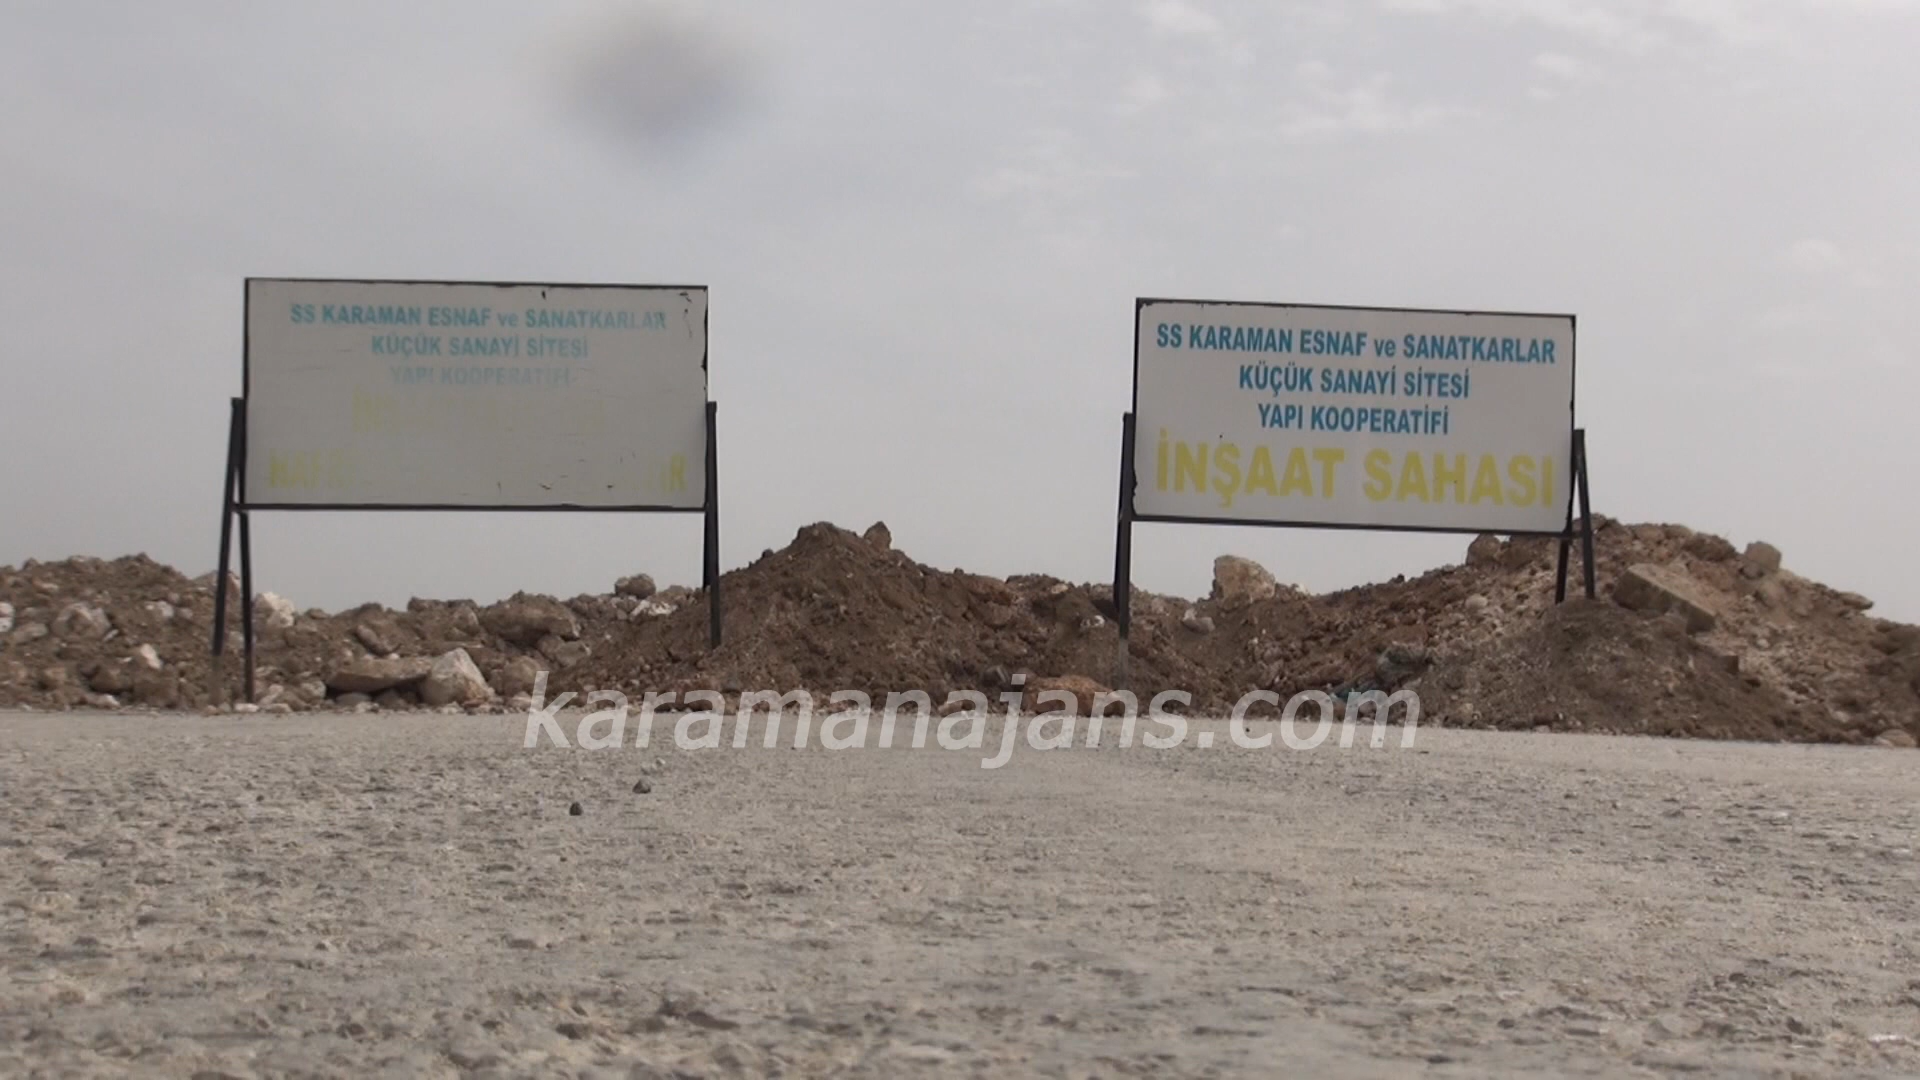 SS KARAMAN ESNAF ve SANATKARLAR
KÜÇÜK SANAYİ SİTESİ
YAPI KOOPERATİFİ
SS KARAMAN ESNAF ve SANATKARLAR
KÜÇÜK SANAYİ SİTESİ
YAPI KOOPERATİFİ
İNŞAAT SAHASI
karamanajans.com